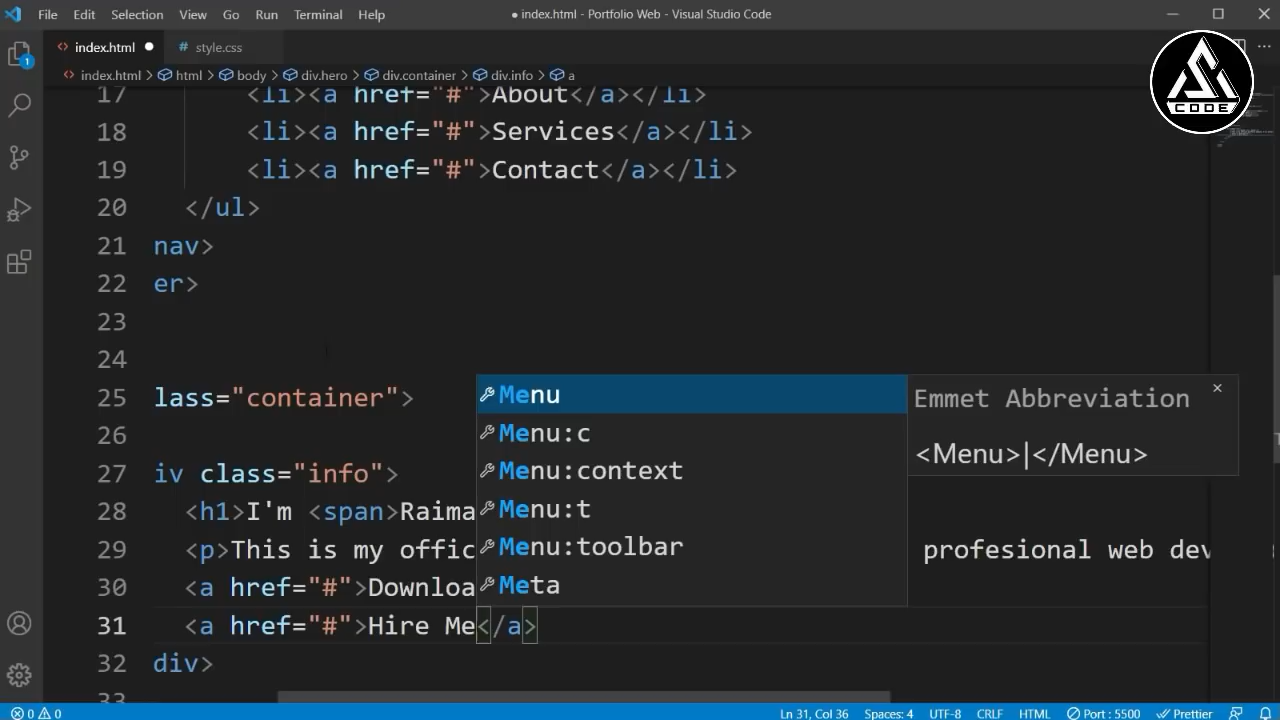 File Edit Selection View Go Run Terminal Help ● index.html - Portfolio Web - Visual Studio Code
<> index.html ● # style.css
<> index.html > html > body > div.hero > div.container > div.info > a
CODE
1
17 <li><a href="#">About</a></li>
18 <li><a href="#">Services</a></li>
19 <li><a href="#">Contact</a></li>
20 </ul>
21 nav>
22 er>
23
24
25 lass="container">
26
27 iv class="info">
28 <h1>I'm <span>Raima
29 <p>This is my offic profesional web dev
30 <a href="#">Downloa
31 <a href="#">Hire Me</a>
32 div>
33
Menu
Menu:c
Menu:context
Menu:t
Menu:toolbar
Meta
Emmet Abbreviation ×
<Menu>|</Menu>
0 0 Ln 31, Col 36 Spaces: 4 UTF-8 CRLF HTML Port : 5500 Prettier